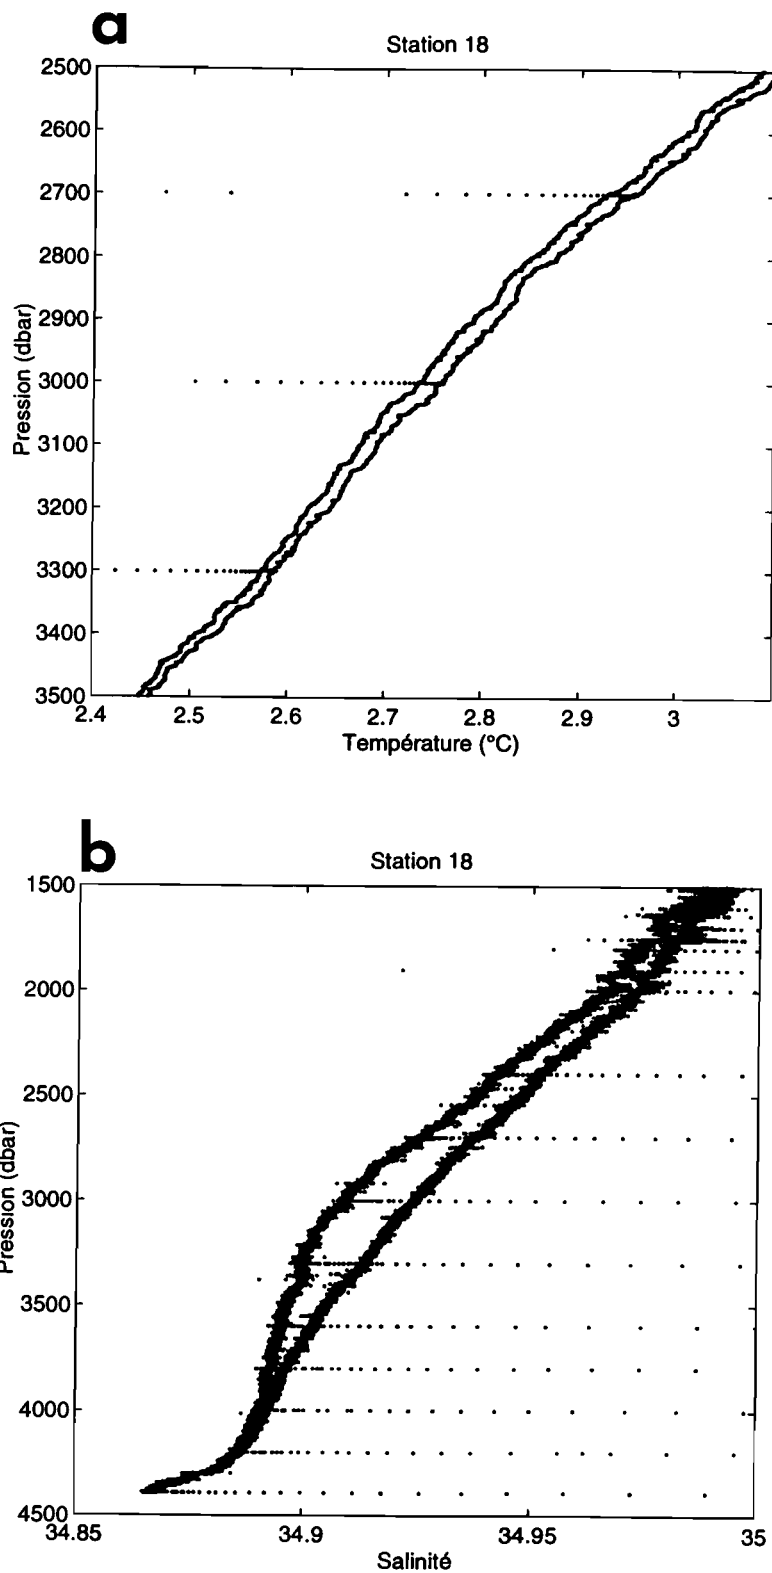 a
Station 18
2500
2600
2700
2800
2900
3000
3100
3200
3300
3400
3500
Pression (dbar)
2.4 2.5 2.6 2.7 2.8 2.9 3
Température (°C)
b
Station 18
1500
2000
2500
3000
3500
4000
4500
Pression (dbar)
34.85 34.9 34.95 35
Salinité